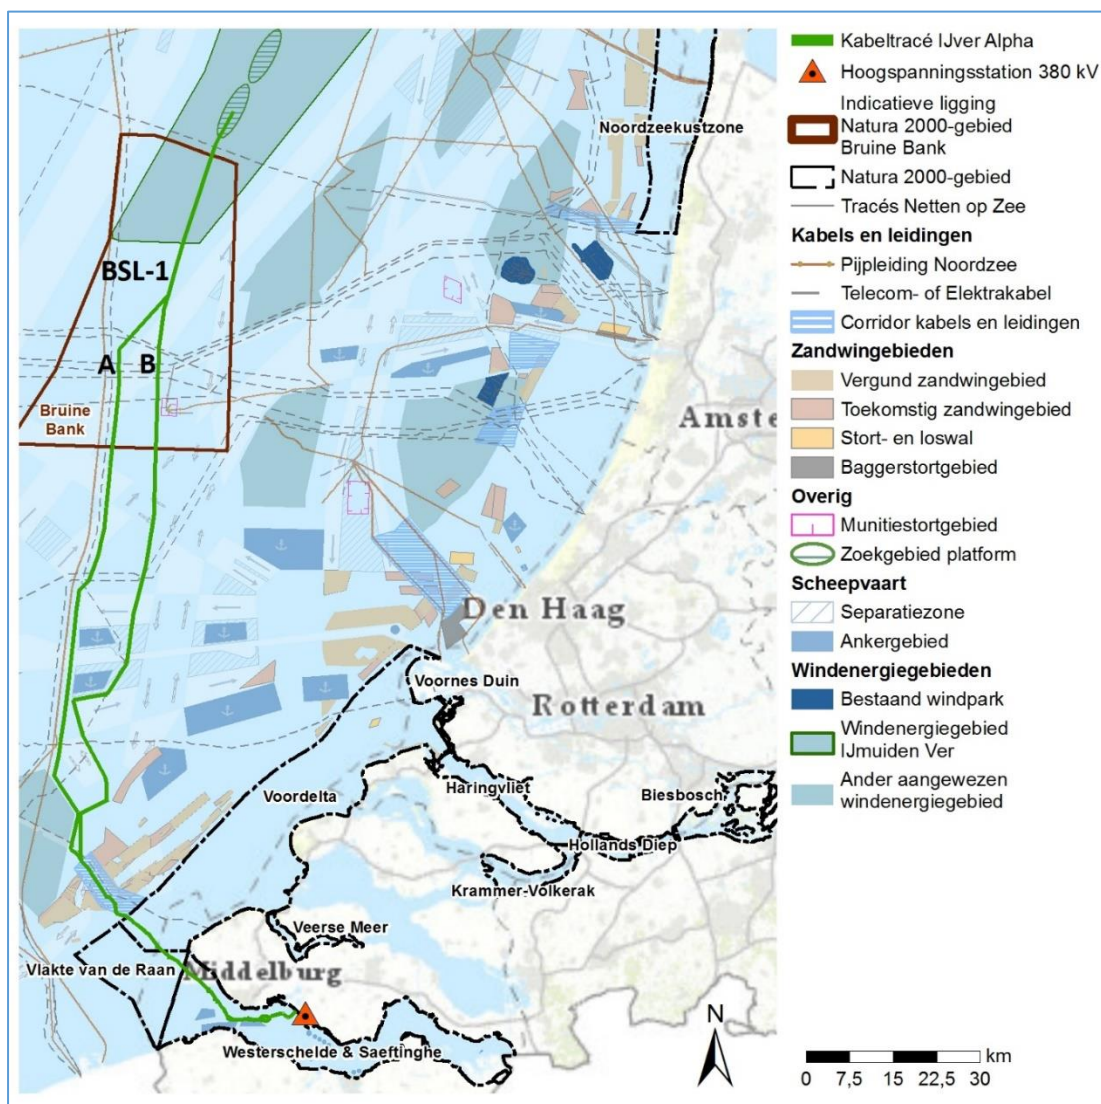 Noordzeekustzone
BSL-1
A
B
Bruine
Bank
Amste
Den Haag
Voornes Duin
Rotterdam
Voordelta
Haringvliet
Biesbosch
Hollands Diep
Krammer-Volkerak
Veerse Meer
Vlakte van de Raan
Middelburg
Westerschelde & Saeftinghe
N
Kabeltracé IJver Alpha
Hoogspanningsstation 380 kV
Indicatieve ligging
Natura 2000-gebied
Bruine Bank
Natura 2000-gebied
Tracés Netten op Zee
Kabels en leidingen
Pijpleiding Noordzee
Telecom- of Elektrakabel
Corridor kabels en leidingen
Zandwingebieden
Vergund zandwingebied
Toekomstig zandwingebied
Stort- en loswal
Baggerstortgebied
Overig
Munitiestortgebied
Zoekgebied platform
Scheepvaart
Separatiezone
Ankergebied
Windenergiegebieden
Bestaand windpark
Windenergiegebied
IJmuiden Ver
Ander aangewezen
windenergiegebied
km
0 7,5 15 22,5 30